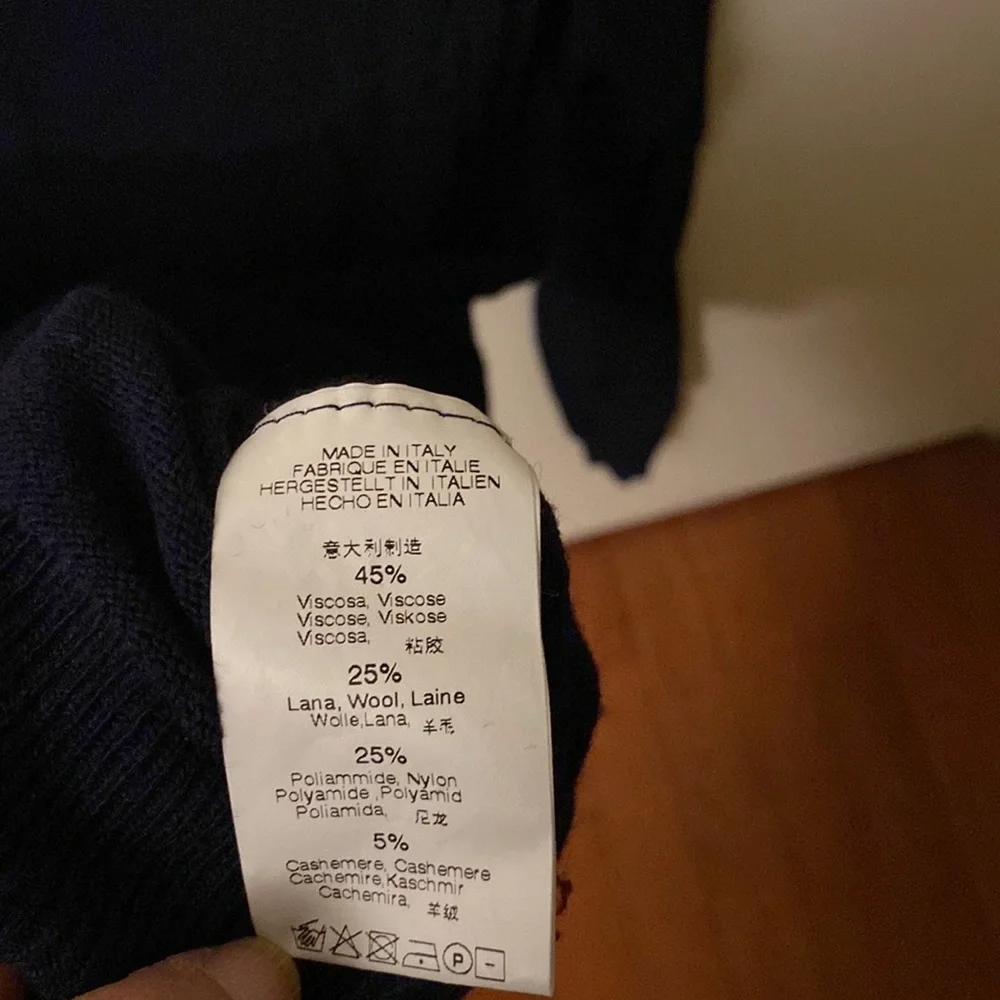 MADE IN ITALY
FABRIQUE EN ITALIE
HERGESTELLT IN ITALIEN
HECHO EN ITALIA
意大利制造
45%
Viscosa, Viscose
Viscose, Viskose
Viscosa, 粘胶
25%
Lana, Wool, Laine
Wolle,Lana, 羊毛
25%
Poliammide, Nylon
Polyamide ,Polyamid
Poliamida, 尼龙
5%
Cashemere, Cashemere
Cachemire,Kaschmir
Cachemira, 羊绒
P